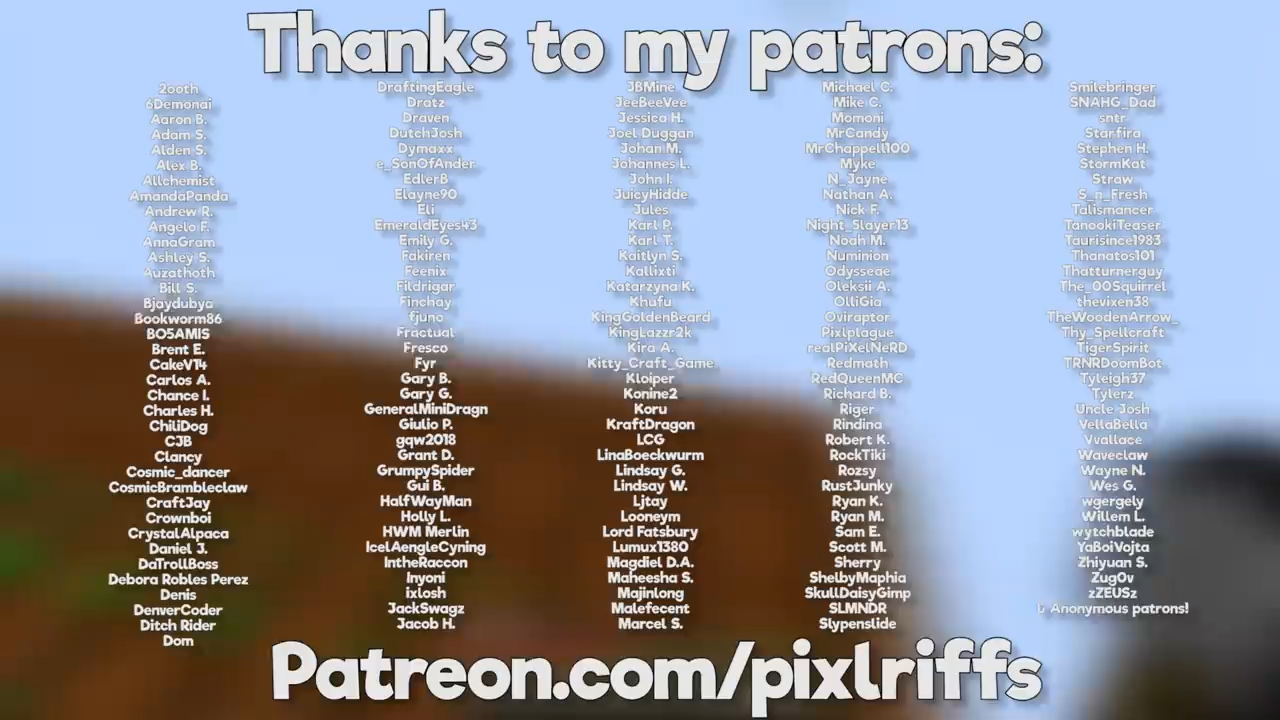 Thanks to my patrons:
2ooth
6Demonai
Aaron B.
Adam S.
Alden S.
Alex B.
Allchemist
AmandaPanda
Andrew R.
Angelo F.
AnnaGram
Ashley S.
Auzathoth
Bill S.
Bjaydubya
Bookworm86
BO5AMIS
Brent E.
CakeV14
Carlos A.
Chance I.
Charles H.
ChiliDog
CJB
Clancy
Cosmic_dancer
CosmicBrambleclaw
CraftJay
Crownboi
CrystalAlpaca
Daniel J.
DaTrollBoss
Debora Robles Perez
Denis
DenverCoder
Ditch Rider
Dom
DraftingEagle
Dratz
Draven
DutchJosh
Dymaxx
e_SonOfAnder
EdlerB
Elayne90
Eli
EmeraldEyes43
Emily G.
Fakiren
Feenix
Fildrigar
Finchay
fjuno
Fractual
Fresco
Fyr
Gary B.
Gary G.
GeneralMiniDragn
Giulio P.
gqw2018
Grant D.
GrumpySpider
Gui B.
HalfWayMan
Holly L.
HWM Merlin
IcelAengleCyning
IntheRaccon
Inyoni
ixlosh
JackSwagz
Jacob H.
JBMine
JeeBeeVee
Jessica H.
Joel Duggan
Johan M.
Johannes L.
John I.
JuicyHidde
Jules
Karl P.
Karl T.
Kaitlyn S.
Kallixti
Katarzyna K.
Khufu
KingGoldenBeard
KingLazzr2k
Kira A.
Kitty_Craft_Game
Kloiper
Konine2
Koru
KraftDragon
LCG
LinaBoeckwurm
Lindsay G.
Lindsay W.
Ljtay
Looneym
Lord Fatsbury
Lumux1380
Magdiel D.A.
Maheesha S.
Majinlong
Malefecent
Marcel S.
Michael C.
Mike C.
Momoni
MrCandy
MrChappell100
Myke
N_Jayne
Nathan A.
Nick F.
Night_Slayer13
Noah M.
Numinion
Odysseae
Oleksii A.
OlliGia
Oviraptor
Pixlplague
realPiXelNeRD
Redmath
RedQueenMC
Richard B.
Riger
Rindina
Robert K.
RockTiki
Rozsy
RustJunky
Ryan K.
Ryan M.
Sam E.
Scott M.
Sherry
ShelbyMaphia
SkullDaisyGimp
SLMNDR
Slypenslide
Smilebringer
SNAHG_Dad
sntr
Starfira
Stephen H.
StormKat
Straw
S_n_Fresh
Talismancer
TanookiTeaser
Taurisince1983
Thanatos101
Thatturnerguy
The_00Squirrel
thevixen38
TheWoodenArrow_
Thy_Spellcraft
TigerSpirit
TRNRDoomBot
Tyleigh37
Tylerz
Uncle Josh
VellaBella
Vvallace
Waveclaw
Wayne N.
Wes G.
wgergely
Willem L.
wytchblade
YaBoiVojta
Zhiyuan S.
Zug0v
zZEUSz
& Anonymous patrons!
Patreon.com/pixlriffs